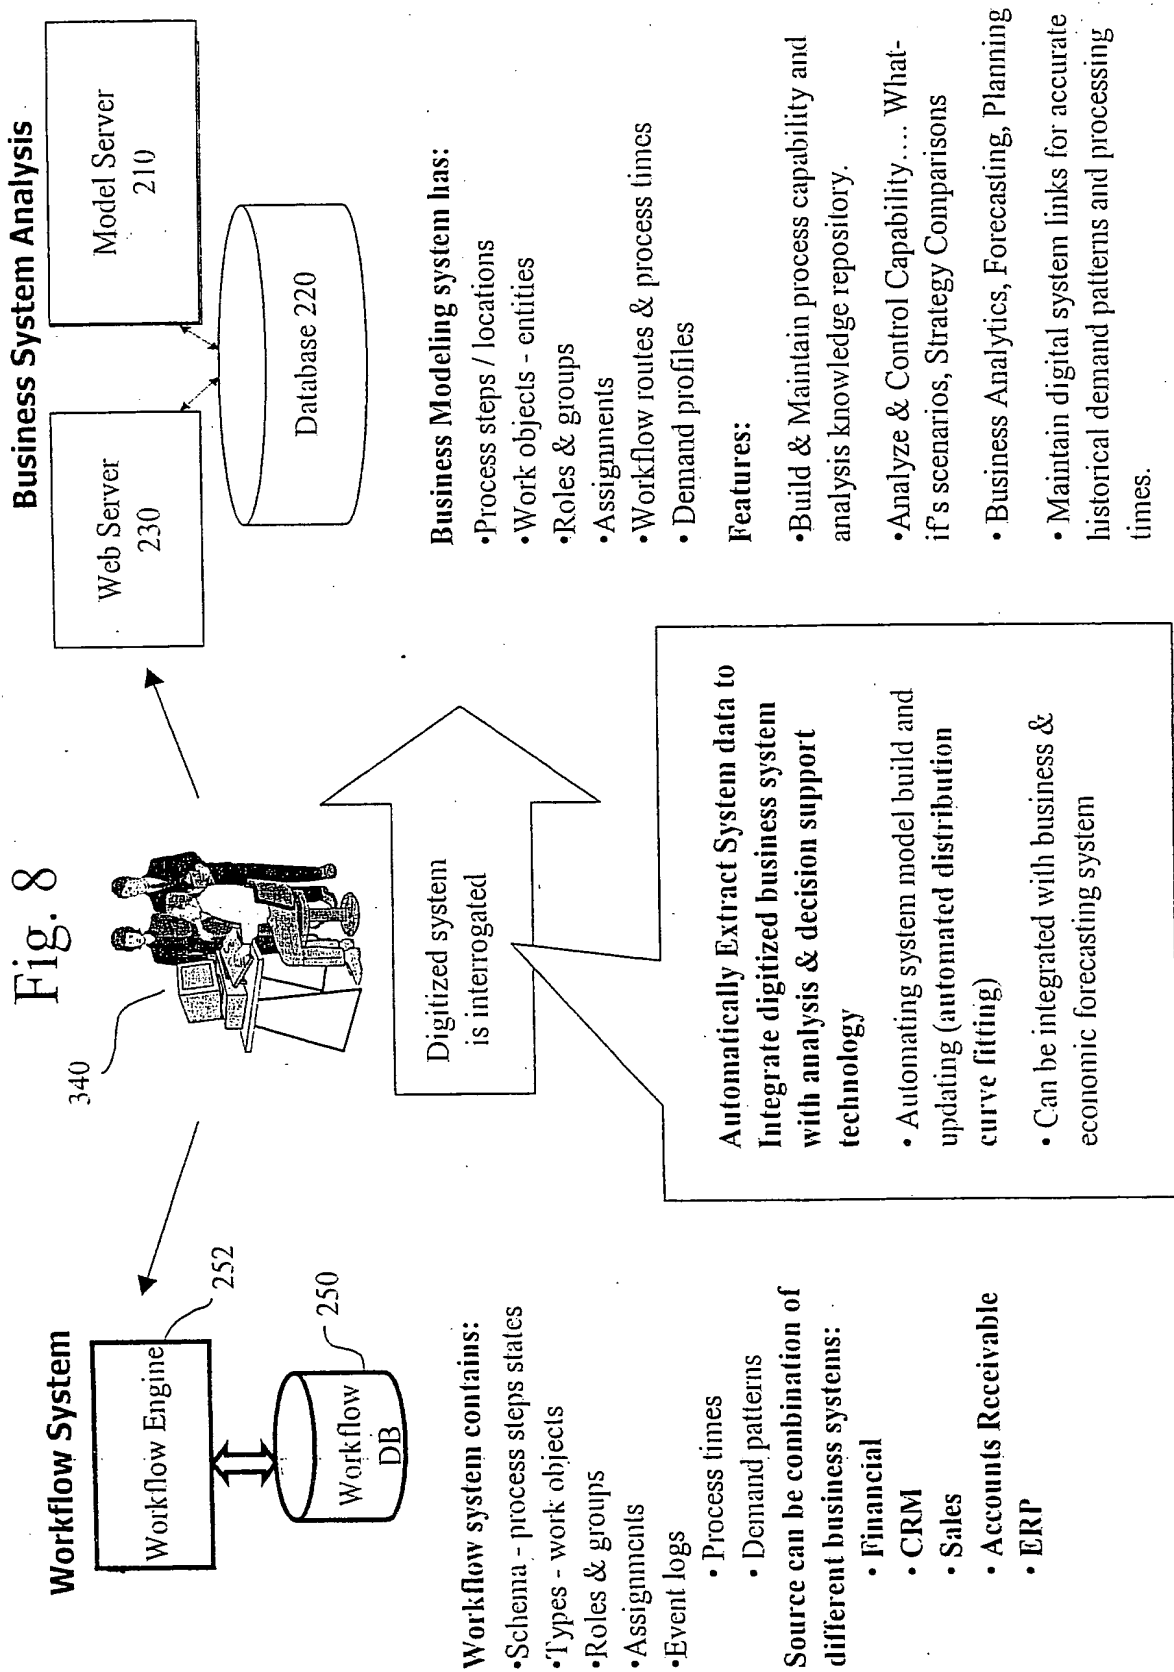 Fig. 8
Workflow System
Workflow Engine
252
Workflow
DB
250
Workflow system contains:
•Schema - process steps states
•Types - work objects
•Roles & groups
•Assignments
•Event logs
• Process times
• Demand patterns
Source can be combination of
different business systems:
• Financial
• CRM
• Sales
• Accounts Receivable
• ERP
340
Digitized system
is interrogated
Automatically Extract System data to
Integrate digitized business system
with analysis & decision support
technology
• Automating system model build and
updating (automated distribution
curve fitting)
• Can be integrated with business &
economic forecasting system
Business System Analysis
Web Server
230
Model Server
210
Database 220
Business Modeling system has:
•Process steps / locations
•Work objects - entities
•Roles & groups
•Assignments
•Workflow routes & process times
• Demand profiles
Features:
•Build & Maintain process capability and
analysis knowledge repository.
•Analyze & Control Capability…. What-
if's scenarios, Strategy Comparisons
• Business Analytics, Forecasting, Planning
• Maintain digital system links for accurate
historical demand patterns and processing
times.